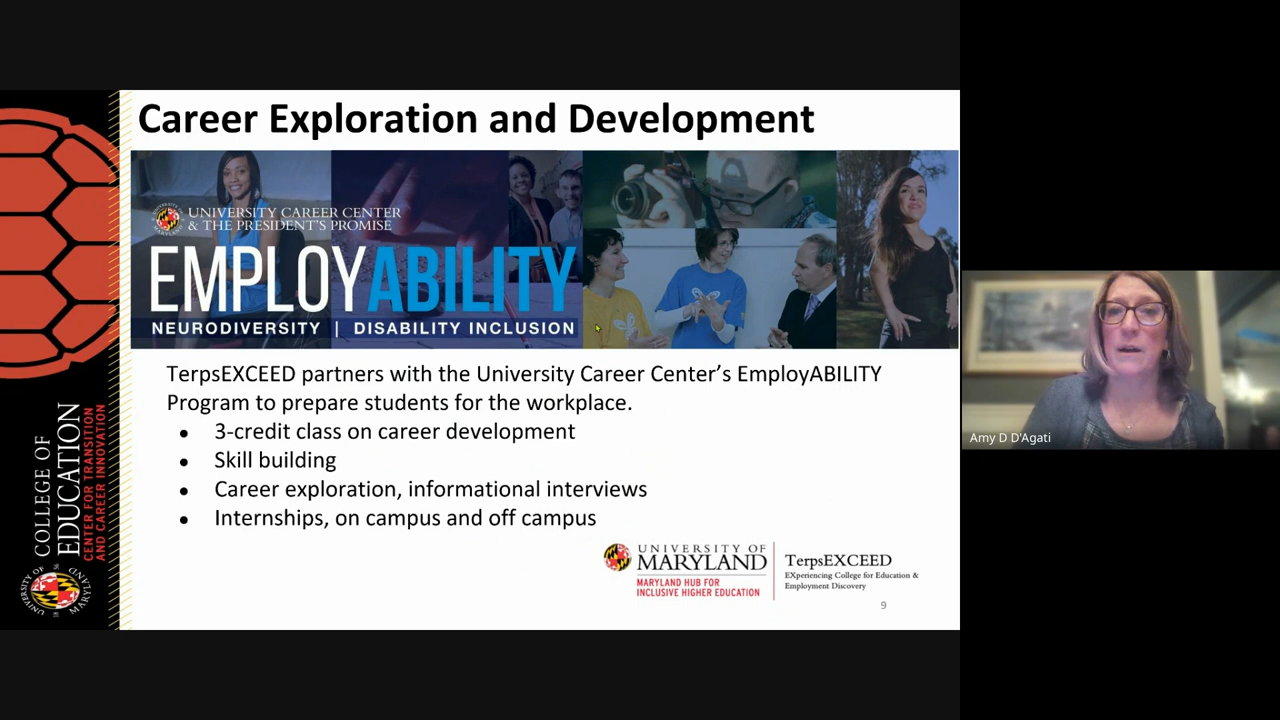 Career Exploration and Development
UNIVERSITY CAREER CENTER
& THE PRESIDENT'S PROMISE
EMPLOYABILITY
NEURODIVERSITY | DISABILITY INCLUSION
TerpsEXCEED partners with the University Career Center's EmployABILITY
Program to prepare students for the workplace.
● 3-credit class on career development
● Skill building
● Career exploration, informational interviews
● Internships, on campus and off campus
UNIVERSITY OF
MARYLAND
MARYLAND HUB FOR
INCLUSIVE HIGHER EDUCATION
TerpsEXCEED
EXperiencing College for Education &
Employment Discovery
9
COLLEGE OF
EDUCATION
CENTER FOR TRANSITION
AND CAREER INNOVATION
UNIVERSITY OF MARYLAND
Amy D D'Agati